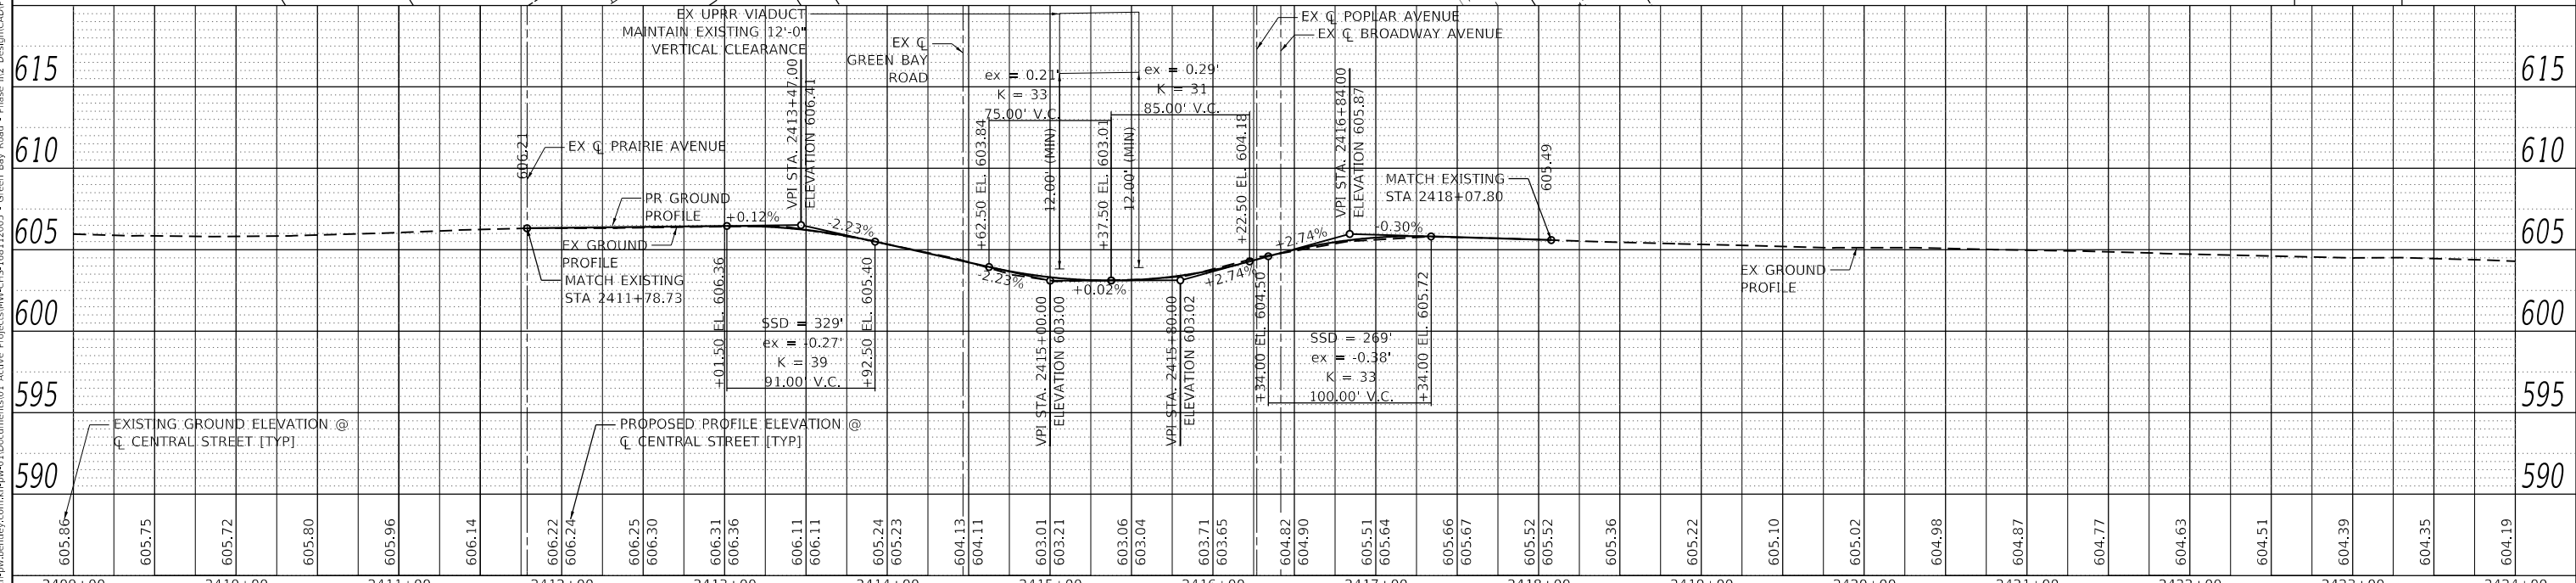 EX UPRR VIADUCT
MAINTAIN EXISTING 12'-0"
VERTICAL CLEARANCE
EX ℄
GREEN BAY
ROAD
EX ℄ POPLAR AVENUE
EX ℄ BROADWAY AVENUE
615
615
ex = 0.21'
K = 33
75.00' V.C.
ex = 0.29'
K = 31
85.00' V.C.
VPI STA. 2413+47.00
ELEVATION 606.41
VPI STA. 2416+84.00
ELEVATION 605.87
606.21
EX ℄ PRAIRIE AVENUE
610
610
+62.50 EL. 603.84
12.00' (MIN)
+37.50 EL. 603.01
12.00' (MIN)
+22.50 EL. 604.18
MATCH EXISTING
STA 2418+07.80
605.49
PR GROUND
PROFILE
+0.12%
-2.23%
+2.74%
-0.30%
605
605
EX GROUND
PROFILE
MATCH EXISTING
STA 2411+78.73
-2.23%
+0.02%
+2.74%
EX GROUND
PROFILE
+01.50 EL. 606.36
+92.50 EL. 605.40
SSD = 329'
ex = -0.27'
K = 39
91.00' V.C.
VPI STA. 2415+00.00
ELEVATION 603.00
VPI STA. 2415+80.00
ELEVATION 603.02
+34.00 EL. 604.50
+34.00 EL. 605.72
SSD = 269'
ex = -0.38'
K = 33
100.00' V.C.
600
600
595
595
EXISTING GROUND ELEVATION @
℄ CENTRAL STREET [TYP]
PROPOSED PROFILE ELEVATION @
℄ CENTRAL STREET [TYP]
590
590
605.86
605.75
605.72
605.80
605.96
606.14
606.22
606.24
606.25
606.30
606.31
606.36
606.11
606.11
605.24
605.23
604.13
604.11
603.01
603.21
603.06
603.04
603.71
603.65
604.82
604.90
605.51
605.64
605.66
605.67
605.52
605.52
605.36
605.22
605.10
605.02
604.98
604.87
604.77
604.63
604.51
604.39
604.35
604.19